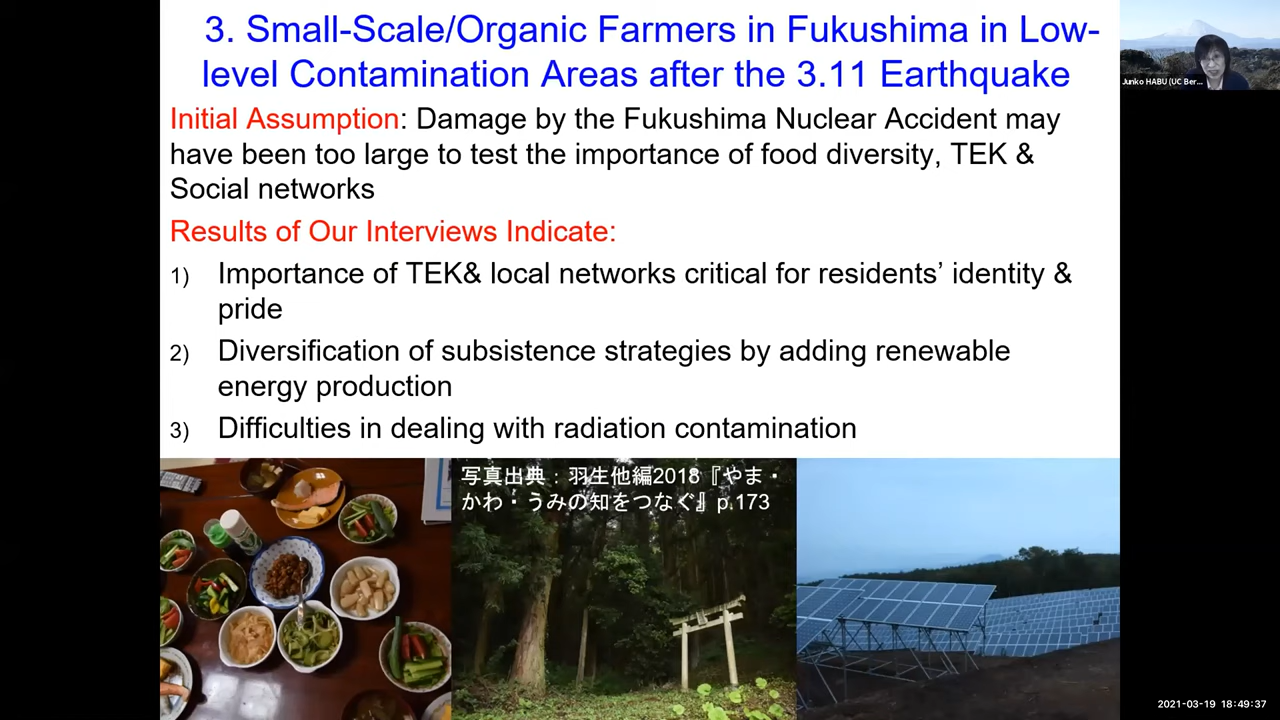 3. Small-Scale/Organic Farmers in Fukushima in Low-
level Contamination Areas after the 3.11 Earthquake
Initial Assumption: Damage by the Fukushima Nuclear Accident may
have been too large to test the importance of food diversity, TEK &
Social networks
Results of Our Interviews Indicate:
1) Importance of TEK& local networks critical for residents’ identity &
pride
2) Diversification of subsistence strategies by adding renewable
energy production
3) Difficulties in dealing with radiation contamination
写真出典：羽生他編2018『やま・
かわ・うみの知をつなぐ』p.173
Junko HABU (UC Ber...
2021-03-19 18:49:37